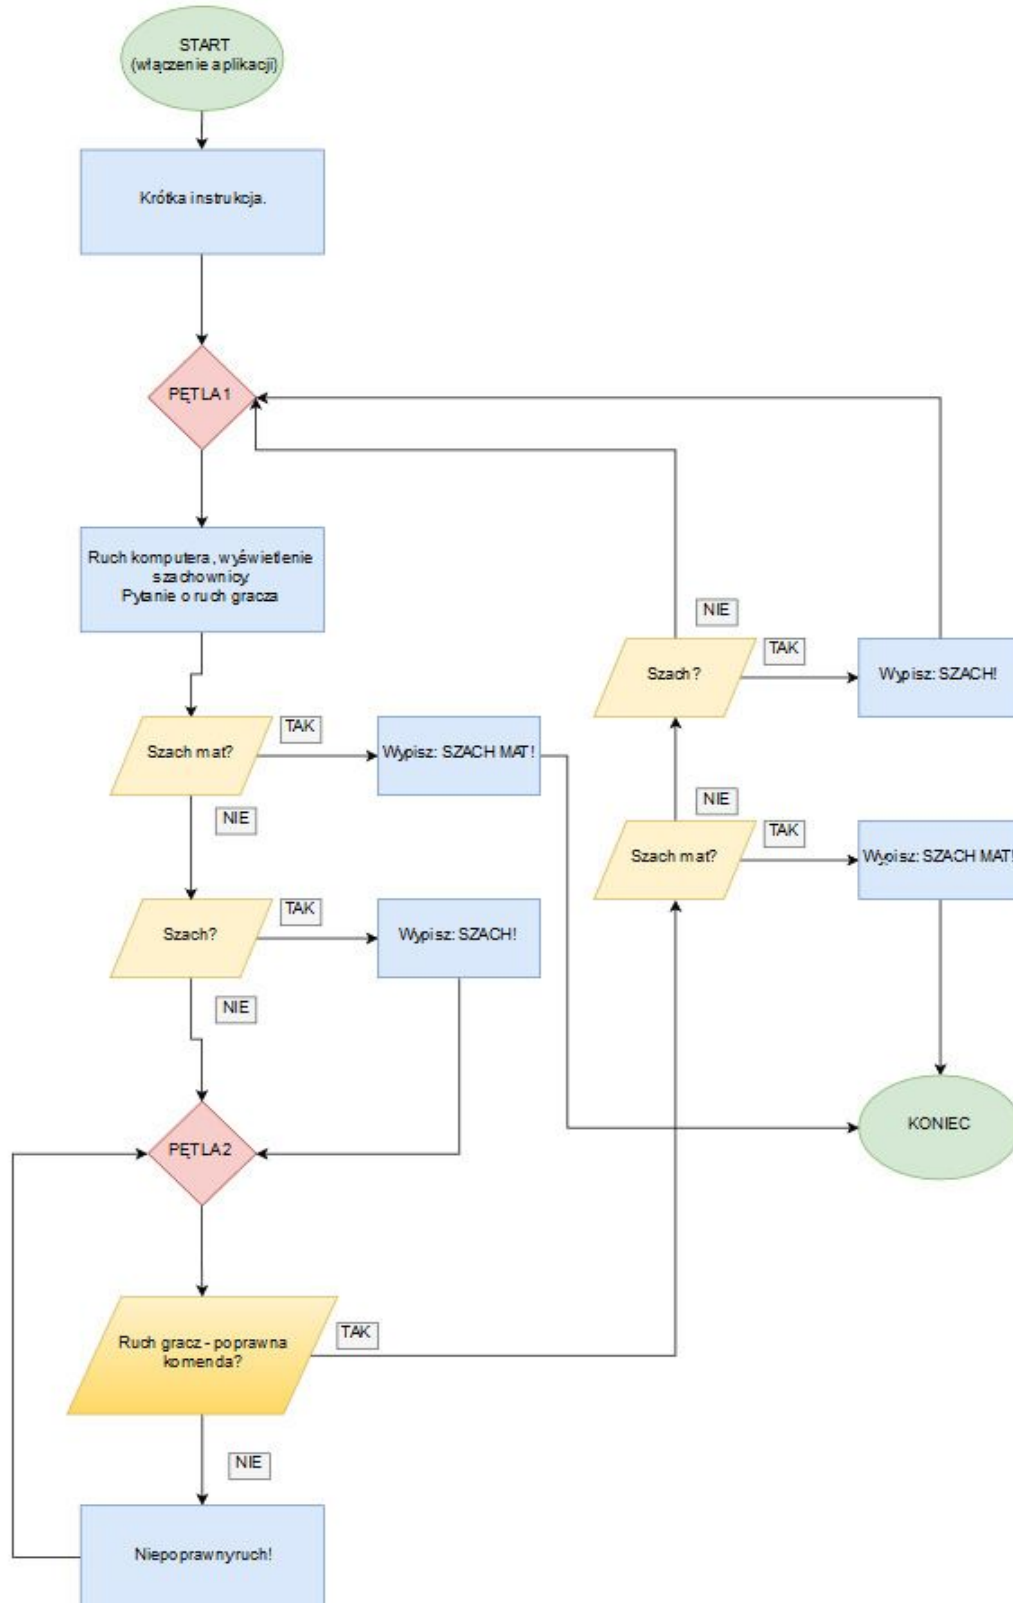 START
(włączenie aplikacji)
Krótka instrukcja.
PĘTLA 1
Ruch komputera, wyświetlenie
szachownicy.
Pytanie o ruch gracza
Szach mat?
TAK
Wypisz: SZACH MAT!
NIE
Szach?
TAK
Wypisz: SZACH!
NIE
PĘTLA 2
Ruch gracz - poprawna
komenda?
TAK
NIE
Niepoprawny ruch!
Szach mat?
TAK
Wypisz: SZACH MAT!
NIE
Szach?
TAK
Wypisz: SZACH!
NIE
KONIEC